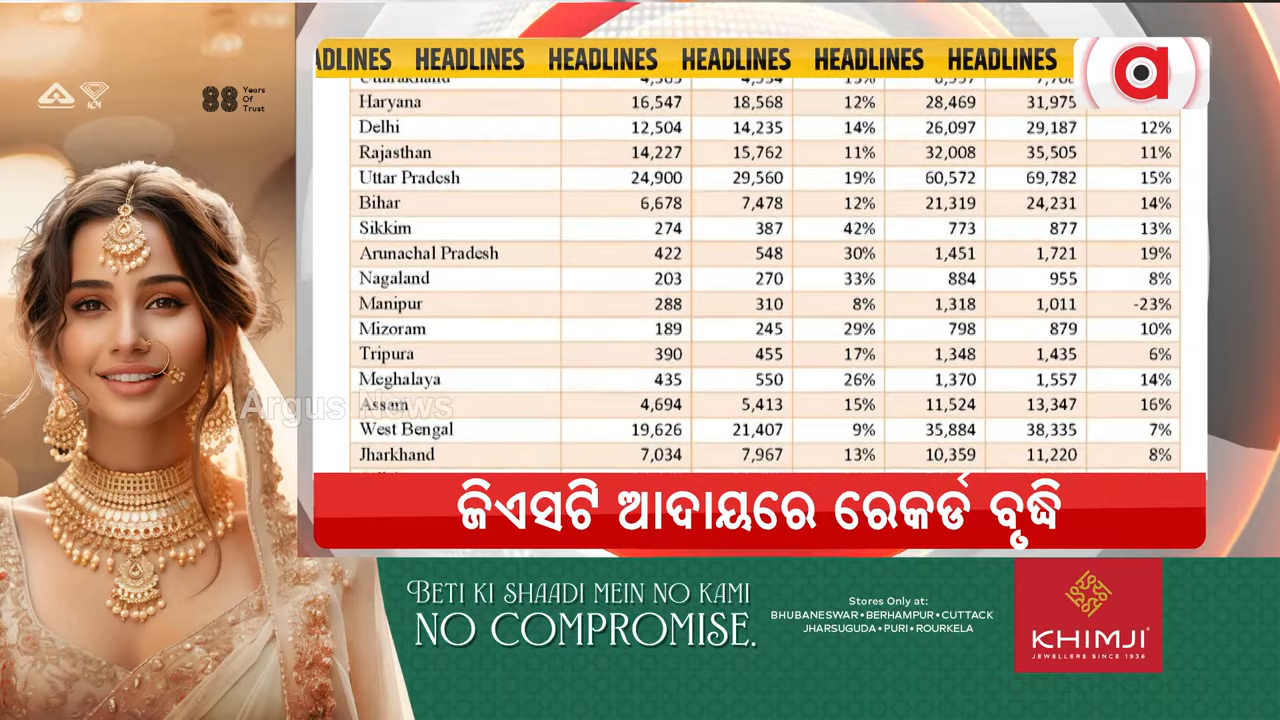 ADLINES HEADLINES HEADLINES HEADLINES HEADLINES HEADLINES
88 Years Of Trust
Haryana 16,547 18,568 12% 28,469 31,975
Delhi 12,504 14,235 14% 26,097 29,187 12%
Rajasthan 14,227 15,762 11% 32,008 35,505 11%
Uttar Pradesh 24,900 29,560 19% 60,572 69,782 15%
Bihar 6,678 7,478 12% 21,319 24,231 14%
Sikkim 274 387 42% 773 877 13%
Arunachal Pradesh 422 548 30% 1,451 1,721 19%
Nagaland 203 270 33% 884 955 8%
Manipur 288 310 8% 1,318 1,011 -23%
Mizoram 189 245 29% 798 879 10%
Tripura 390 455 17% 1,348 1,435 6%
Meghalaya 435 550 26% 1,370 1,557 14%
Argus News
Assam 4,694 5,413 15% 11,524 13,347 16%
West Bengal 19,626 21,407 9% 35,884 38,335 7%
Jharkhand 7,034 7,967 13% 10,359 11,220 8%
ଜିଏସଟି ଆଦାୟରେ ରେକର୍ଡ ବୃଦ୍ଧି
BETI KI SHAADI MEIN NO KAMI
NO COMPROMISE.
Stores Only at:
BHUBANESWAR • BERHAMPUR • CUTTACK
JHARSUGUDA • PURI • ROURKELA
KHIMJI
JEWELLERS SINCE 1936